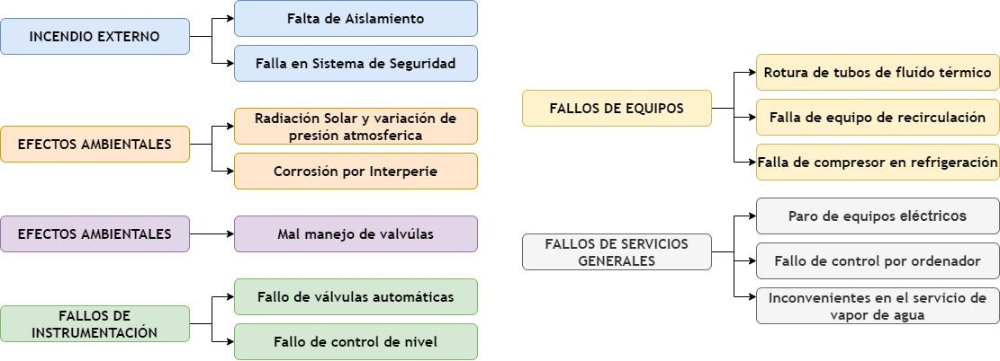 INCENDIO EXTERNO
Falta de Aislamiento
Falla en Sistema de Seguridad
EFECTOS AMBIENTALES
Radiación Solar y variación de
presión atmosferica
Corrosión por Interperie
EFECTOS AMBIENTALES
Mal manejo de valvúlas
FALLOS DE
INSTRUMENTACIÓN
Fallo de válvulas automáticas
Fallo de control de nivel
FALLOS DE EQUIPOS
Rotura de tubos de fluído térmico
Falla de equipo de recirculación
Falla de compresor en refrigeración
FALLOS DE SERVICIOS
GENERALES
Paro de equipos eléctricos
Fallo de control por ordenador
Inconvenientes en el servicio de
vapor de agua